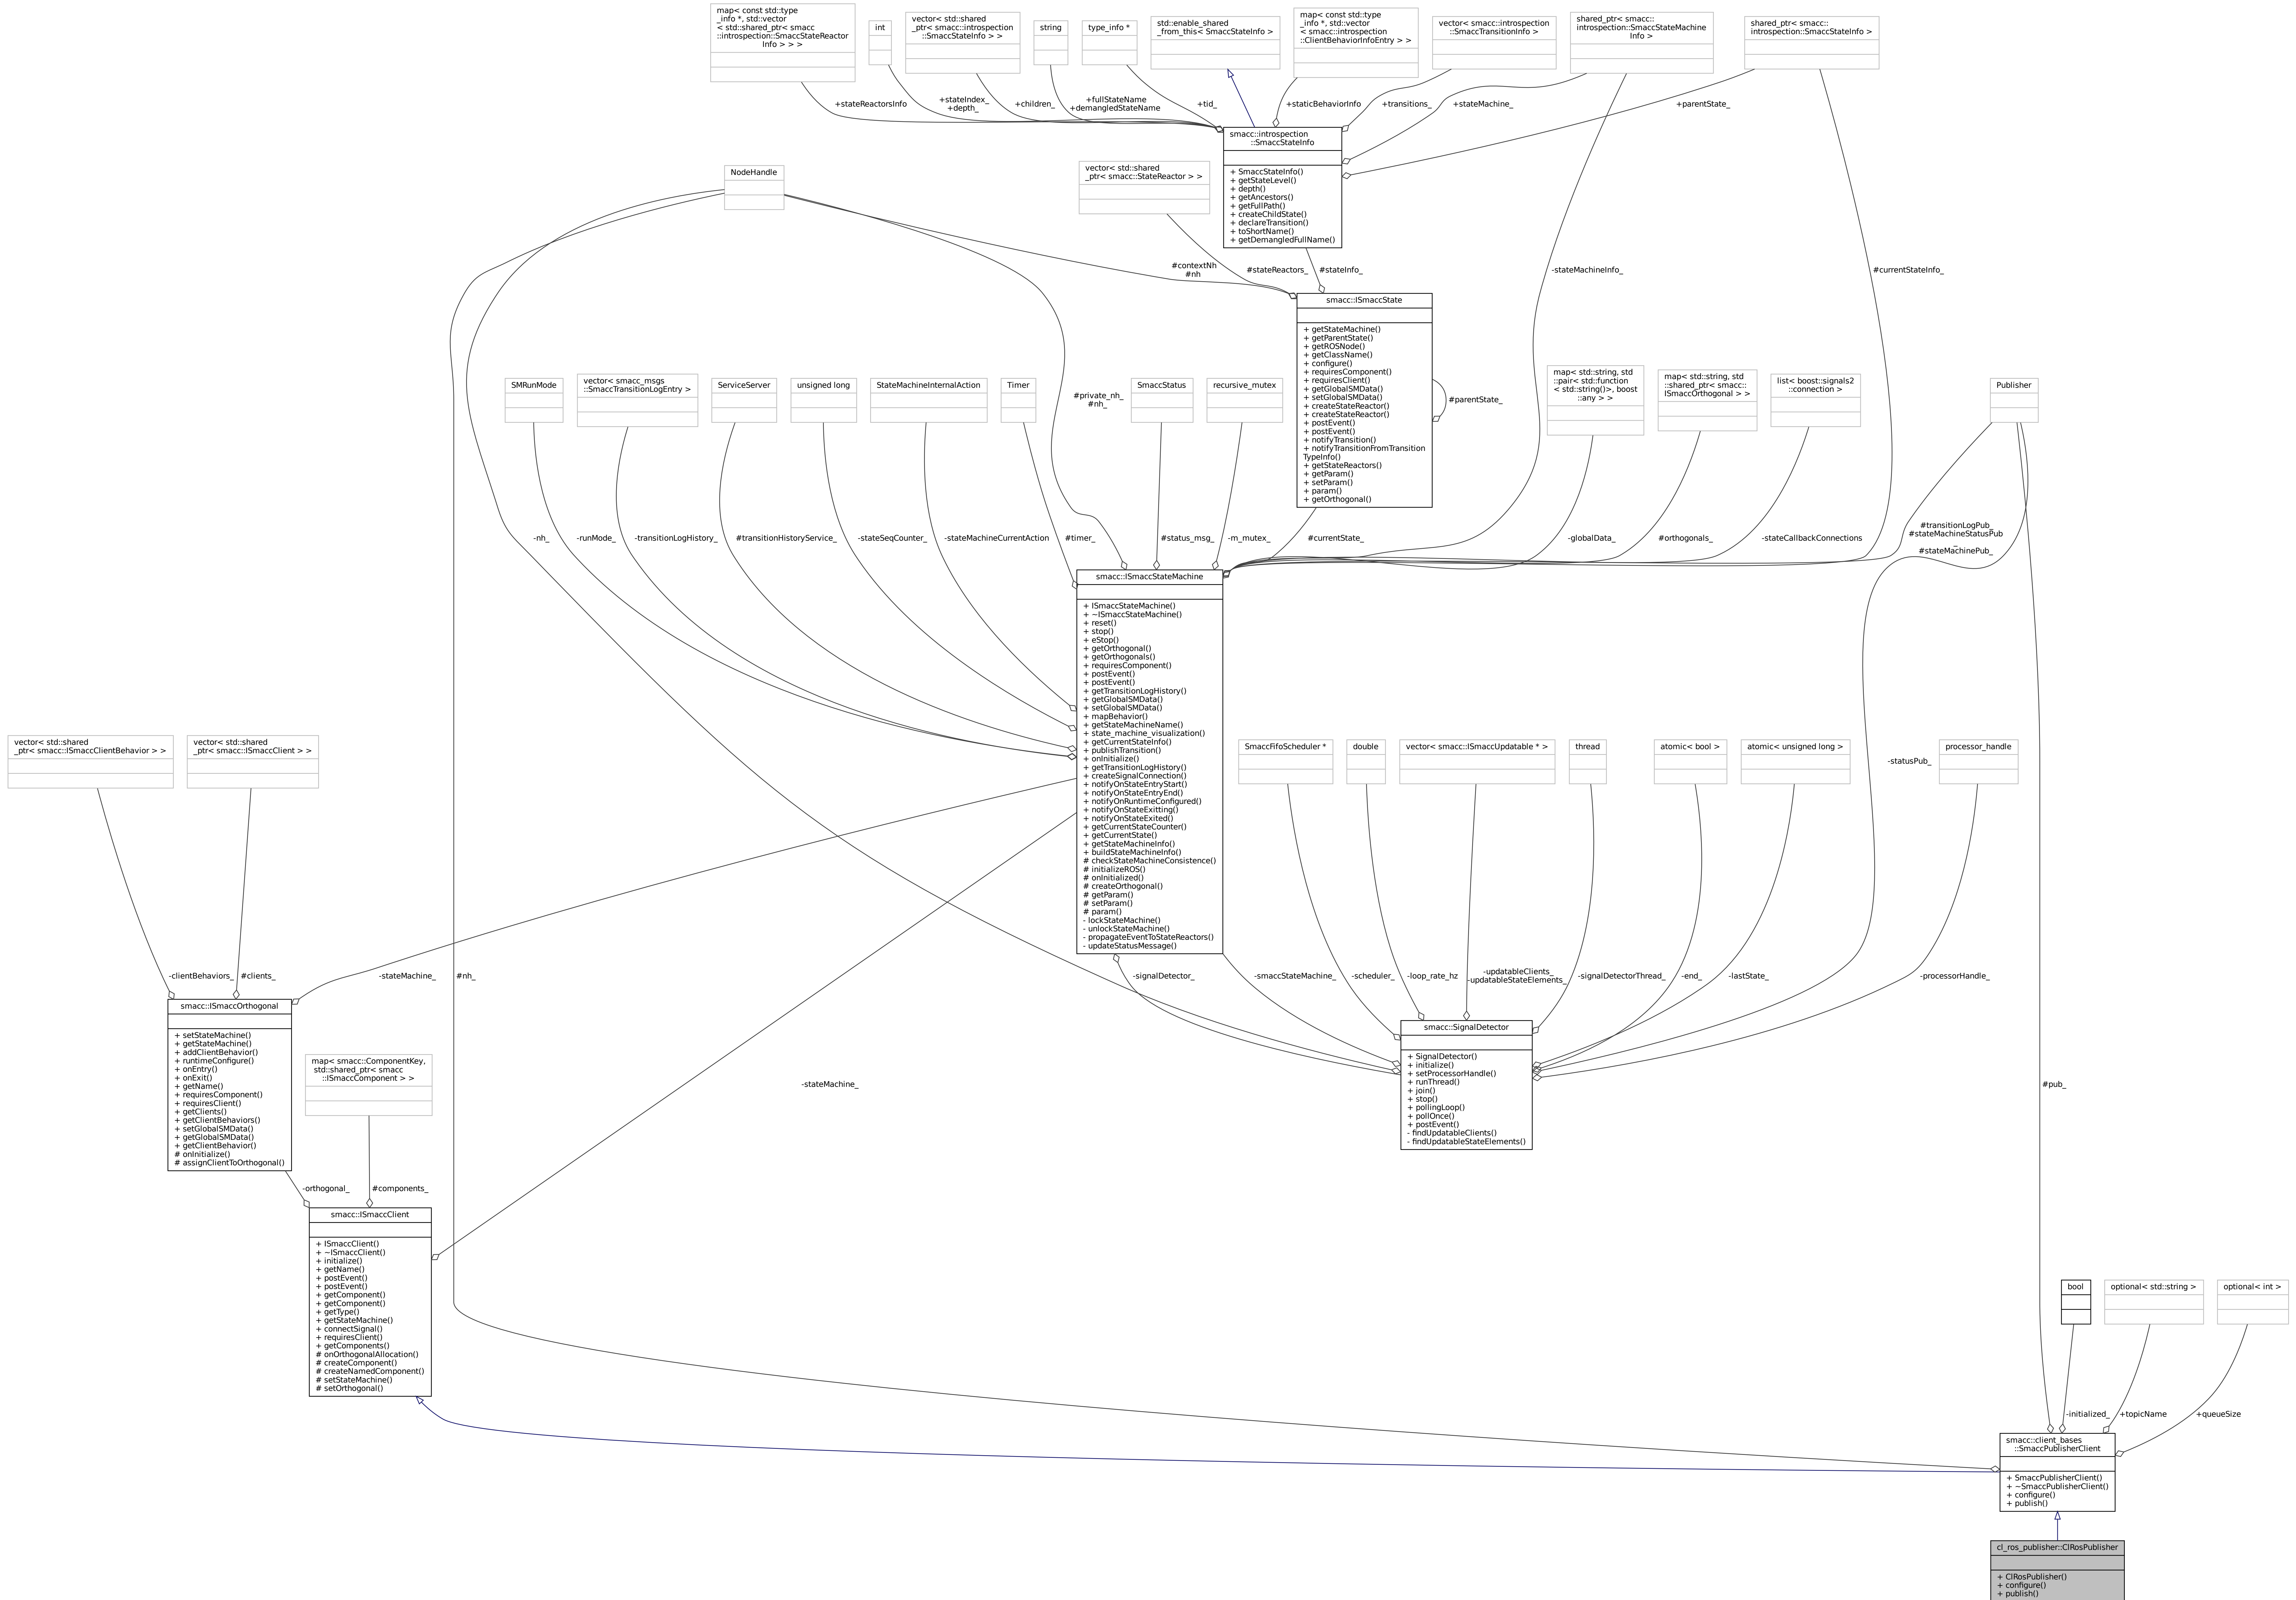 map< const std::type
_info *, std::vector
< std::shared_ptr< smacc
::introspection::SmaccStateReactor
Info > > >
int
vector< std::shared
_ptr< smacc::introspection
::SmaccStateInfo > >
string
type_info *
std::enable_shared
_from_this< SmaccStateInfo >
map< const std::type
_info *, std::vector
< smacc::introspection
::ClientBehaviorInfoEntry > >
vector< smacc::introspection
::SmaccTransitionInfo >
shared_ptr< smacc::
introspection::SmaccStateMachine
Info >
shared_ptr< smacc::
introspection::SmaccStateInfo >
+stateReactorsInfo
+stateIndex_
+depth_
+children_
+fullStateName
+demangledStateName
+tid_
+staticBehaviorInfo
+transitions_
+stateMachine_
+parentState_
smacc::introspection
::SmaccStateInfo
+ SmaccStateInfo()
+ getStateLevel()
+ depth()
+ getAncestors()
+ getFullPath()
+ createChildState()
+ declareTransition()
+ toShortName()
+ getDemangledFullName()
NodeHandle
vector< std::shared
_ptr< smacc::StateReactor > >
#contextNh
#nh
#stateReactors_
#stateInfo_
-stateMachineInfo_
#currentStateInfo_
smacc::ISmaccState
+ getStateMachine()
+ getParentState()
+ getROSNode()
+ getClassName()
+ configure()
+ requiresComponent()
+ requiresClient()
+ getGlobalSMData()
+ setGlobalSMData()
+ createStateReactor()
+ createStateReactor()
+ postEvent()
+ postEvent()
+ notifyTransition()
+ notifyTransitionFromTransition
TypeInfo()
+ getStateReactors()
+ getParam()
+ setParam()
+ param()
+ getOrthogonal()
#parentState_
SMRunMode
vector< smacc_msgs
::SmaccTransitionLogEntry >
ServiceServer
unsigned long
StateMachineInternalAction
Timer
#private_nh_
#nh_
SmaccStatus
recursive_mutex
map< std::string, std
::pair< std::function
< std::string()>, boost
::any > >
map< std::string, std
::shared_ptr< smacc::
ISmaccOrthogonal > >
list< boost::signals2
::connection >
Publisher
-nh_
-runMode_
-transitionLogHistory_
#transitionHistoryService_
-stateSeqCounter_
-stateMachineCurrentAction
#timer_
#status_msg_
-m_mutex_
#currentState_
-globalData_
#orthogonals_
-stateCallbackConnections
#transitionLogPub_
#stateMachineStatusPub
_
#stateMachinePub_
smacc::ISmaccStateMachine
+ ISmaccStateMachine()
+ ~ISmaccStateMachine()
+ reset()
+ stop()
+ eStop()
+ getOrthogonal()
+ getOrthogonals()
+ requiresComponent()
+ postEvent()
+ postEvent()
+ getTransitionLogHistory()
+ getGlobalSMData()
+ setGlobalSMData()
+ mapBehavior()
+ getStateMachineName()
+ state_machine_visualization()
+ getCurrentStateInfo()
+ publishTransition()
+ onInitialize()
+ getTransitionLogHistory()
+ createSignalConnection()
+ notifyOnStateEntryStart()
+ notifyOnStateEntryEnd()
+ notifyOnRuntimeConfigured()
+ notifyOnStateExitting()
+ notifyOnStateExited()
+ getCurrentStateCounter()
+ getCurrentState()
+ getStateMachineInfo()
+ buildStateMachineInfo()
# checkStateMachineConsistence()
# initializeROS()
# onInitialized()
# createOrthogonal()
# getParam()
# setParam()
# param()
- lockStateMachine()
- unlockStateMachine()
- propagateEventToStateReactors()
- updateStatusMessage()
vector< std::shared
_ptr< smacc::ISmaccClientBehavior > >
vector< std::shared
_ptr< smacc::ISmaccClient > >
SmaccFifoScheduler *
double
vector< smacc::ISmaccUpdatable * >
thread
atomic< bool >
atomic< unsigned long >
-statusPub_
processor_handle
-clientBehaviors_
#clients_
-stateMachine_
#nh_
-signalDetector_
-smaccStateMachine_
-scheduler_
-loop_rate_hz
-updatableClients_
-updatableStateElements_
-signalDetectorThread_
-end_
-lastState_
-processorHandle_
smacc::ISmaccOrthogonal
+ setStateMachine()
+ getStateMachine()
+ addClientBehavior()
+ runtimeConfigure()
+ onEntry()
+ onExit()
+ getName()
+ requiresComponent()
+ requiresClient()
+ getClients()
+ getClientBehaviors()
+ setGlobalSMData()
+ getGlobalSMData()
+ getClientBehavior()
# onInitialize()
# assignClientToOrthogonal()
map< smacc::ComponentKey,
std::shared_ptr< smacc
::ISmaccComponent > >
-stateMachine_
smacc::SignalDetector
+ SignalDetector()
+ initialize()
+ setProcessorHandle()
+ runThread()
+ join()
+ stop()
+ pollingLoop()
+ pollOnce()
+ postEvent()
- findUpdatableClients()
- findUpdatableStateElements()
#pub_
-orthogonal_
#components_
smacc::ISmaccClient
+ ISmaccClient()
+ ~ISmaccClient()
+ initialize()
+ getName()
+ postEvent()
+ postEvent()
+ getComponent()
+ getComponent()
+ getType()
+ getStateMachine()
+ connectSignal()
+ requiresClient()
+ getComponents()
# onOrthogonalAllocation()
# createComponent()
# createNamedComponent()
# setStateMachine()
# setOrthogonal()
bool
optional< std::string >
optional< int >
-initialized_
+topicName
+queueSize
smacc::client_bases
::SmaccPublisherClient
+ SmaccPublisherClient()
+ ~SmaccPublisherClient()
+ configure()
+ publish()
cl_ros_publisher::ClRosPublisher
+ ClRosPublisher()
+ configure()
+ publish()